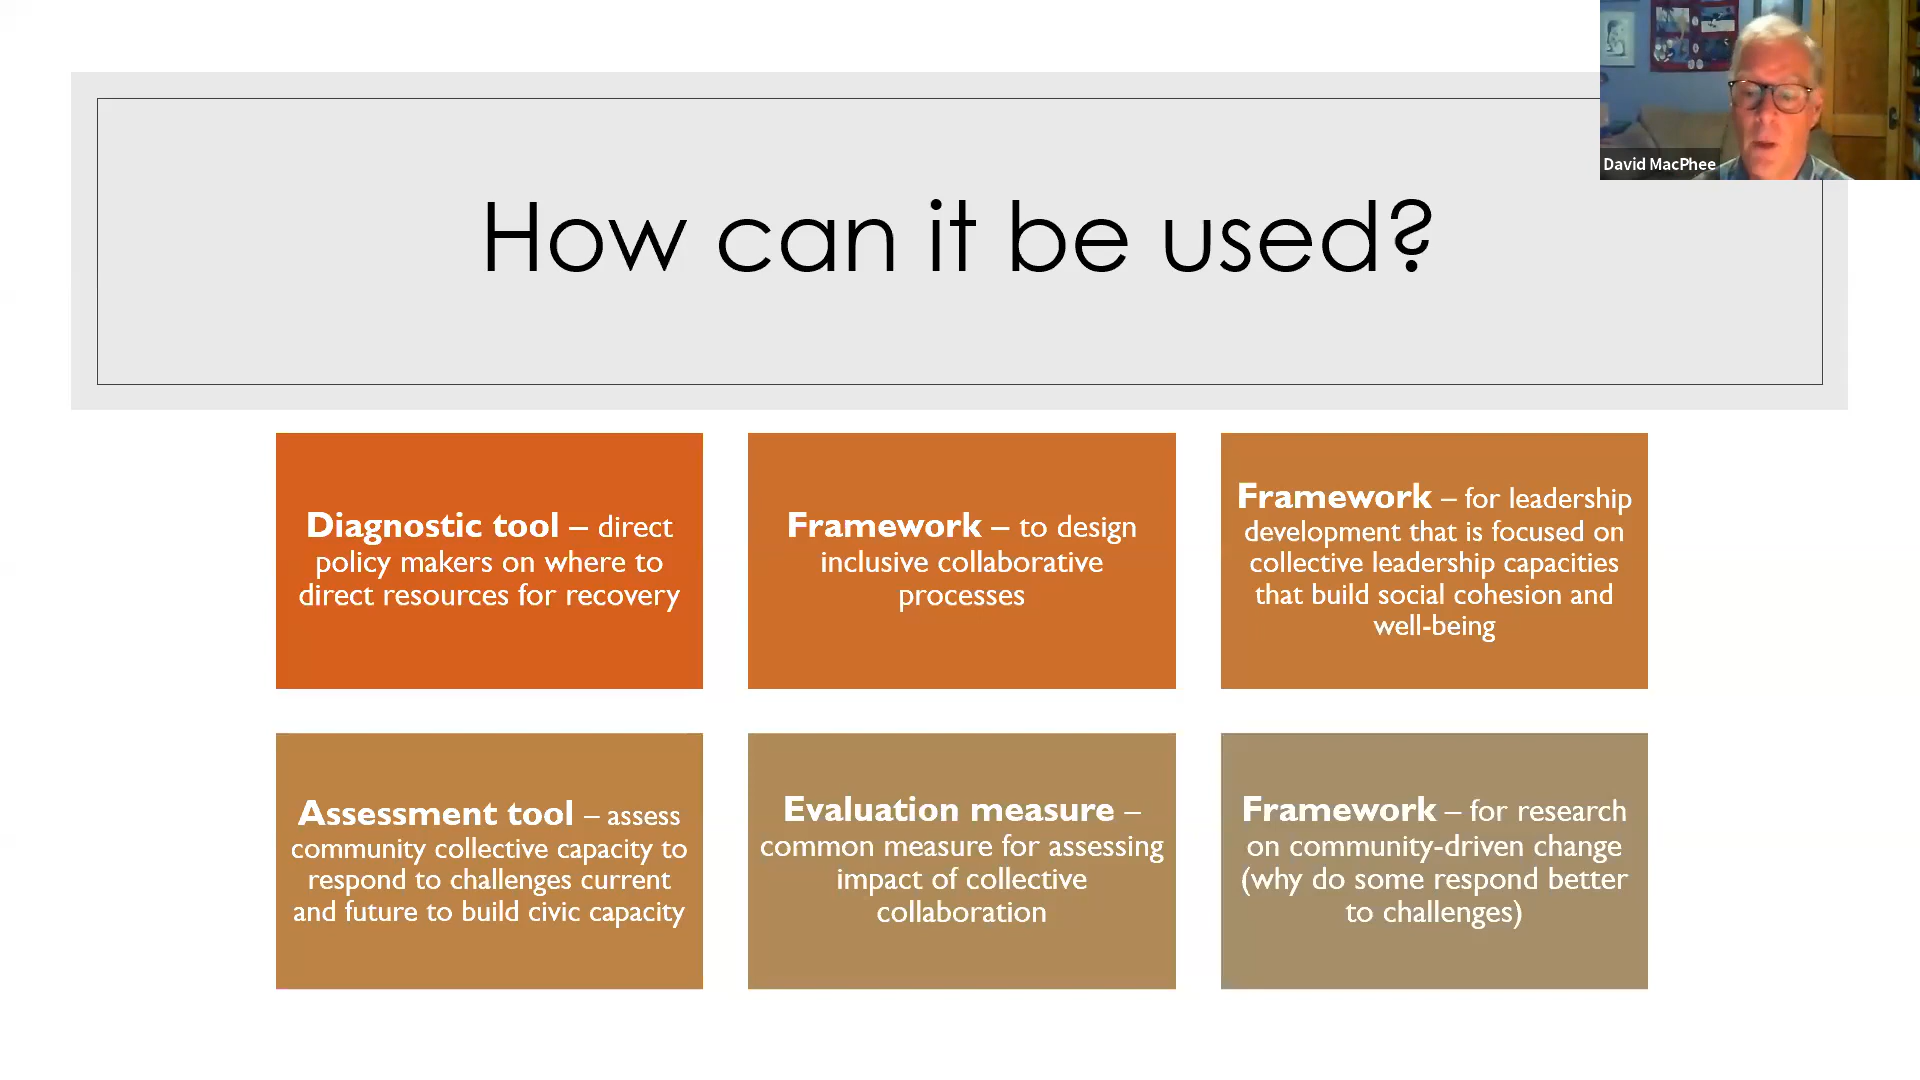 David MacPhee
How can it be used?
Diagnostic tool – direct
policy makers on where to
direct resources for recovery
Framework – to design
inclusive collaborative
processes
Framework – for leadership
development that is focused on
collective leadership capacities
that build social cohesion and
well-being
Assessment tool – assess
community collective capacity to
respond to challenges current
and future to build civic capacity
Evaluation measure –
common measure for assessing
impact of collective
collaboration
Framework – for research
on community-driven change
(why do some respond better
to challenges)